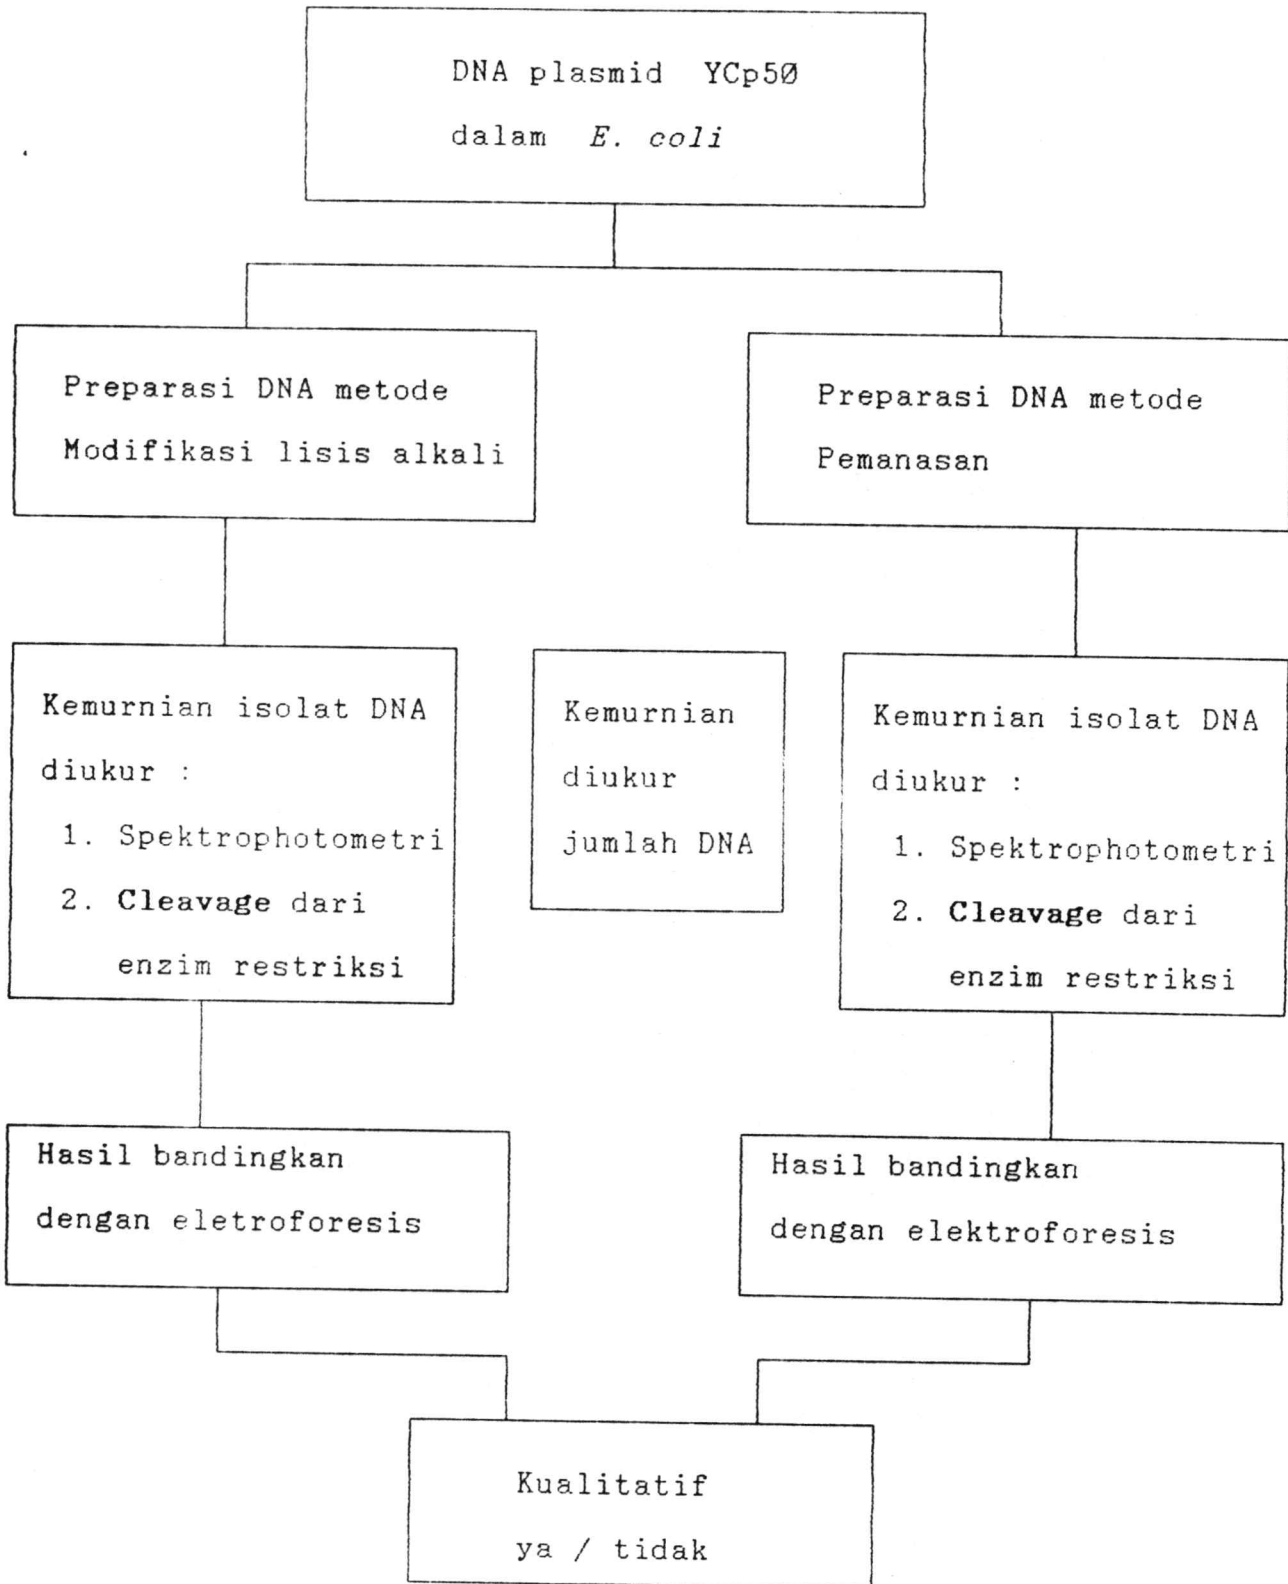 DNA plasmid YCp50
dalam E. coli
Preparasi DNA metode
Modifikasi lisis alkali
Preparasi DNA metode
Pemanasan
Kemurnian isolat DNA
diukur :
1. Spektrophotometri
2. Cleavage dari
enzim restriksi
Kemurnian
diukur
jumlah DNA
Kemurnian isolat DNA
diukur :
1. Spektrophotometri
2. Cleavage dari
enzim restriksi
Hasil bandingkan
dengan eletroforesis
Hasil bandingkan
dengan elektroforesis
Kualitatif
ya / tidak